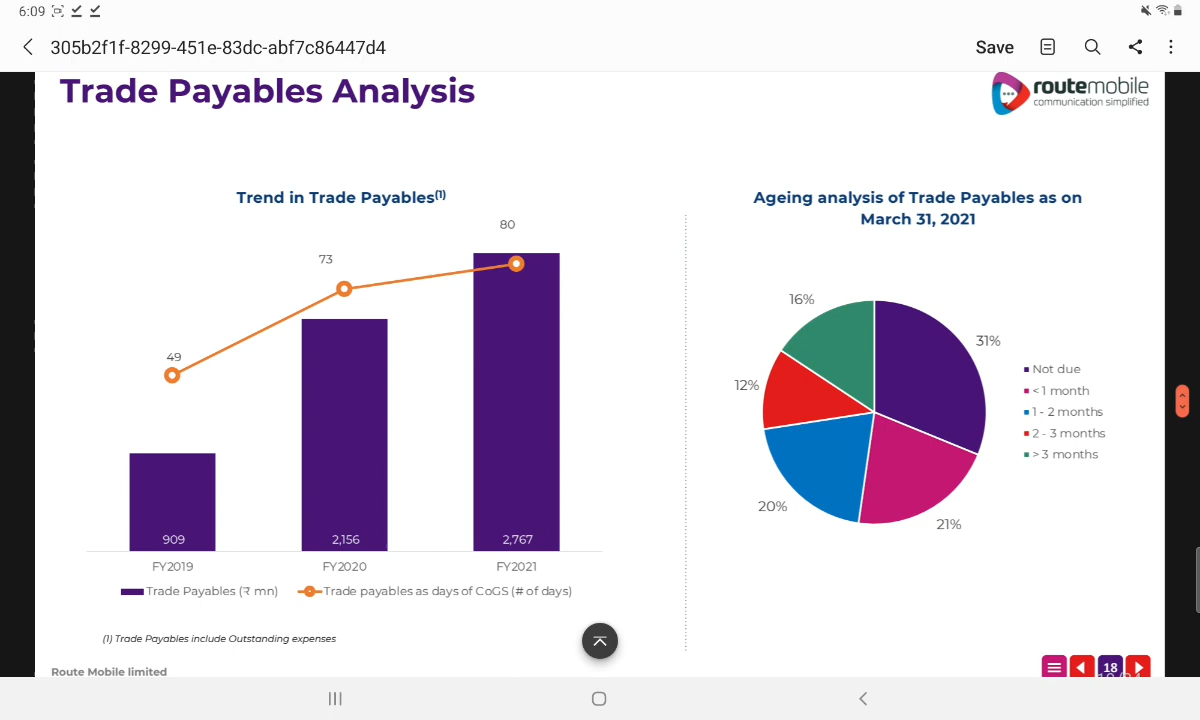 6:09
305b2f1f-8299-451e-83dc-abf7c86447d4
Save
Trade Payables Analysis
routemobile
communication simplified
Trend in Trade Payables(1)
80
73
49
909
2,156
2,767
FY2019
FY2020
FY2021
Trade Payables (₹ mn)
Trade payables as days of CoGS (# of days)
(1) Trade Payables include Outstanding expenses
Ageing analysis of Trade Payables as on
March 31, 2021
16%
31%
12%
20%
21%
Not due
< 1 month
1 - 2 months
2 - 3 months
> 3 months
Route Mobile limited
18